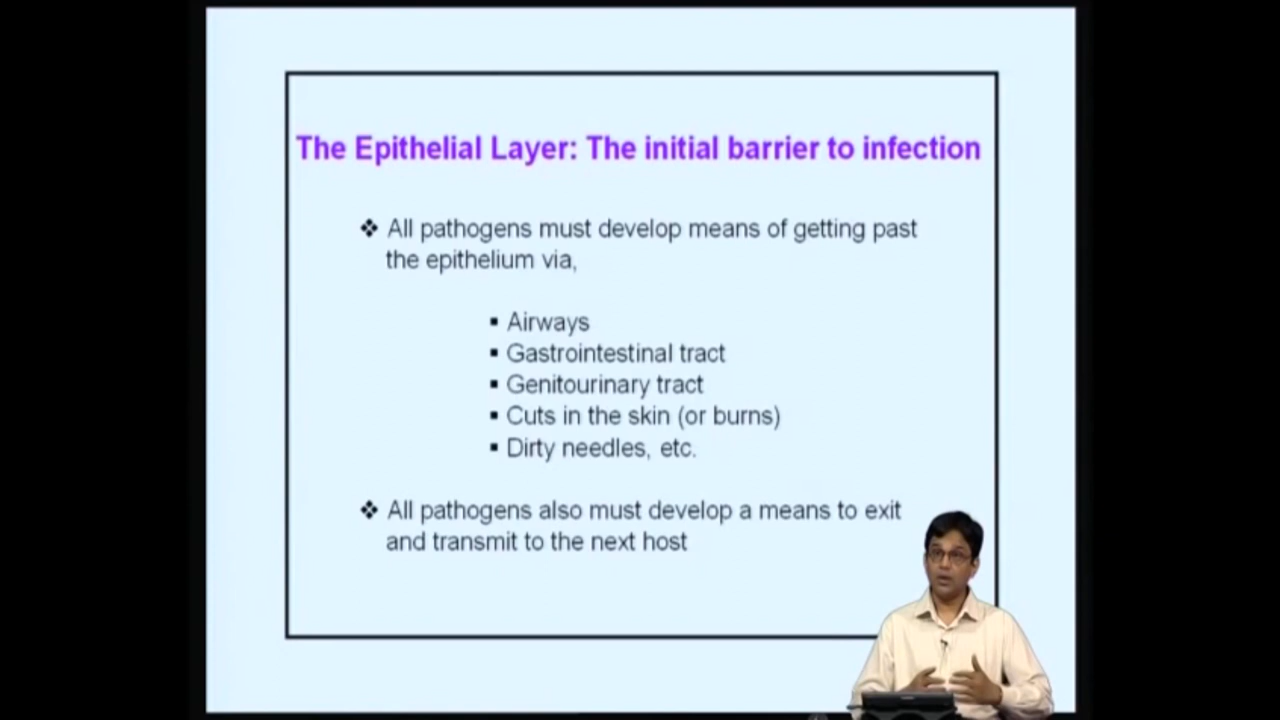 The Epithelial Layer: The initial barrier to infection
❖ All pathogens must develop means of getting past
the epithelium via,
▪ Airways
▪ Gastrointestinal tract
▪ Genitourinary tract
▪ Cuts in the skin (or burns)
▪ Dirty needles, etc.
❖ All pathogens also must develop a means to exit
and transmit to the next host